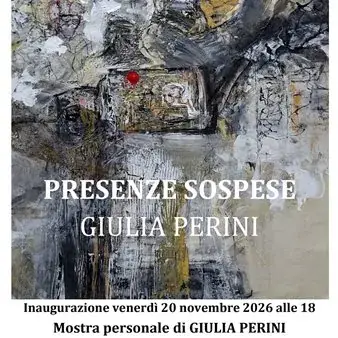 PRESENZE SOSPESE
GIULIA PERINI
Inaugurazione venerdì 20 novembre 2026 alle 18
Mostra personale di GIULIA PERINI